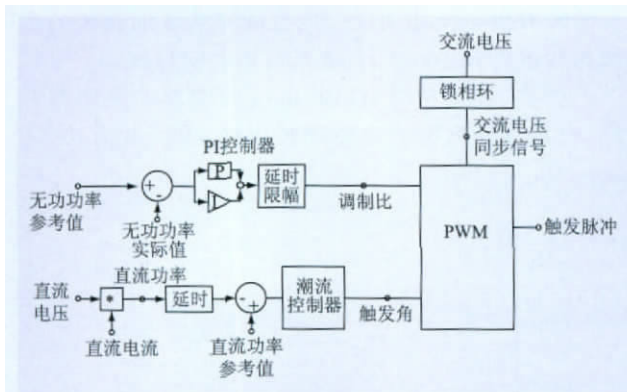 交流电压
锁相环
交流电压
同步信号
PI控制器
P
I
延时
限幅
+
-
无功功率
参考值
无功功率
实际值
调制比
PWM
触发脉冲
直流功率
直流
电压
*
延时
-
+
潮流
控制器
触发角
直流电流
直流功率
参考值